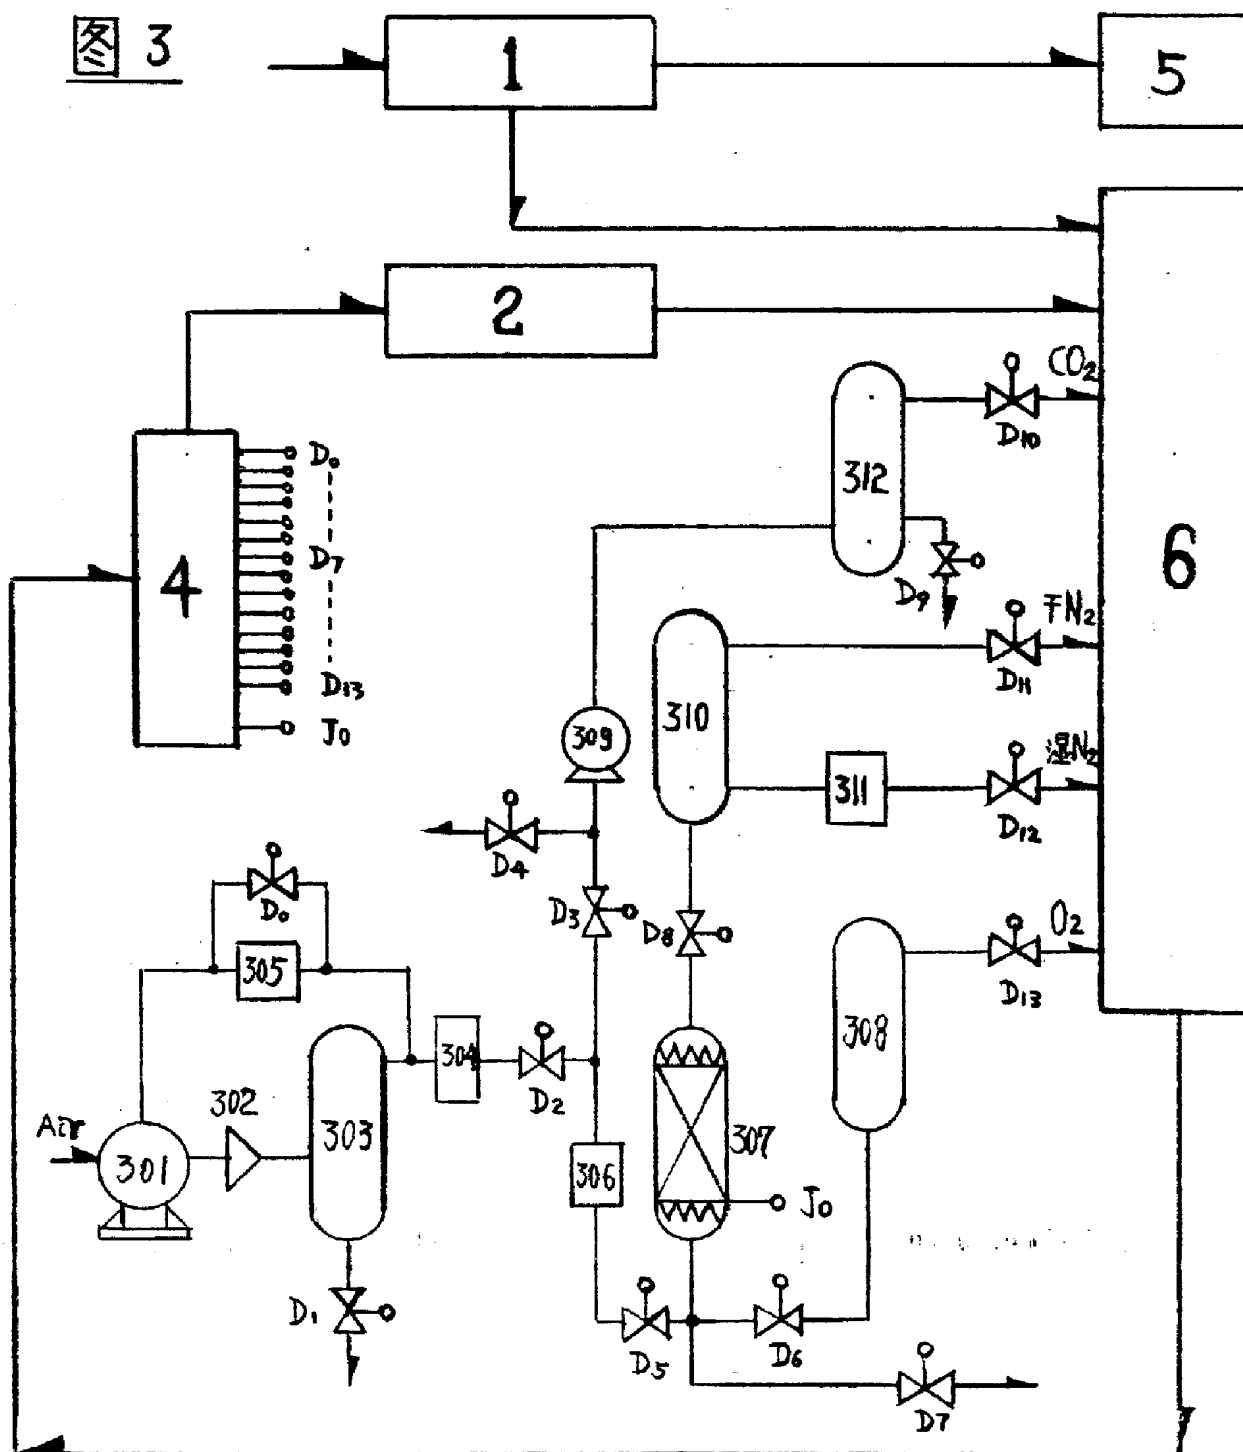 图 3
1
5
2
CO₂
D₁₀
312
D₀
4
D₇
6
D₉
干N₂
D₁₁
D₁₃
J₀
310
309
湿N₂
311
D₁₂
D₄
D₀
D₃
D₈
O₂
305
D₁₃
308
304
302
D₂
Air
303
307
301
306
J₀
D₁
D₅
D₆
D₇